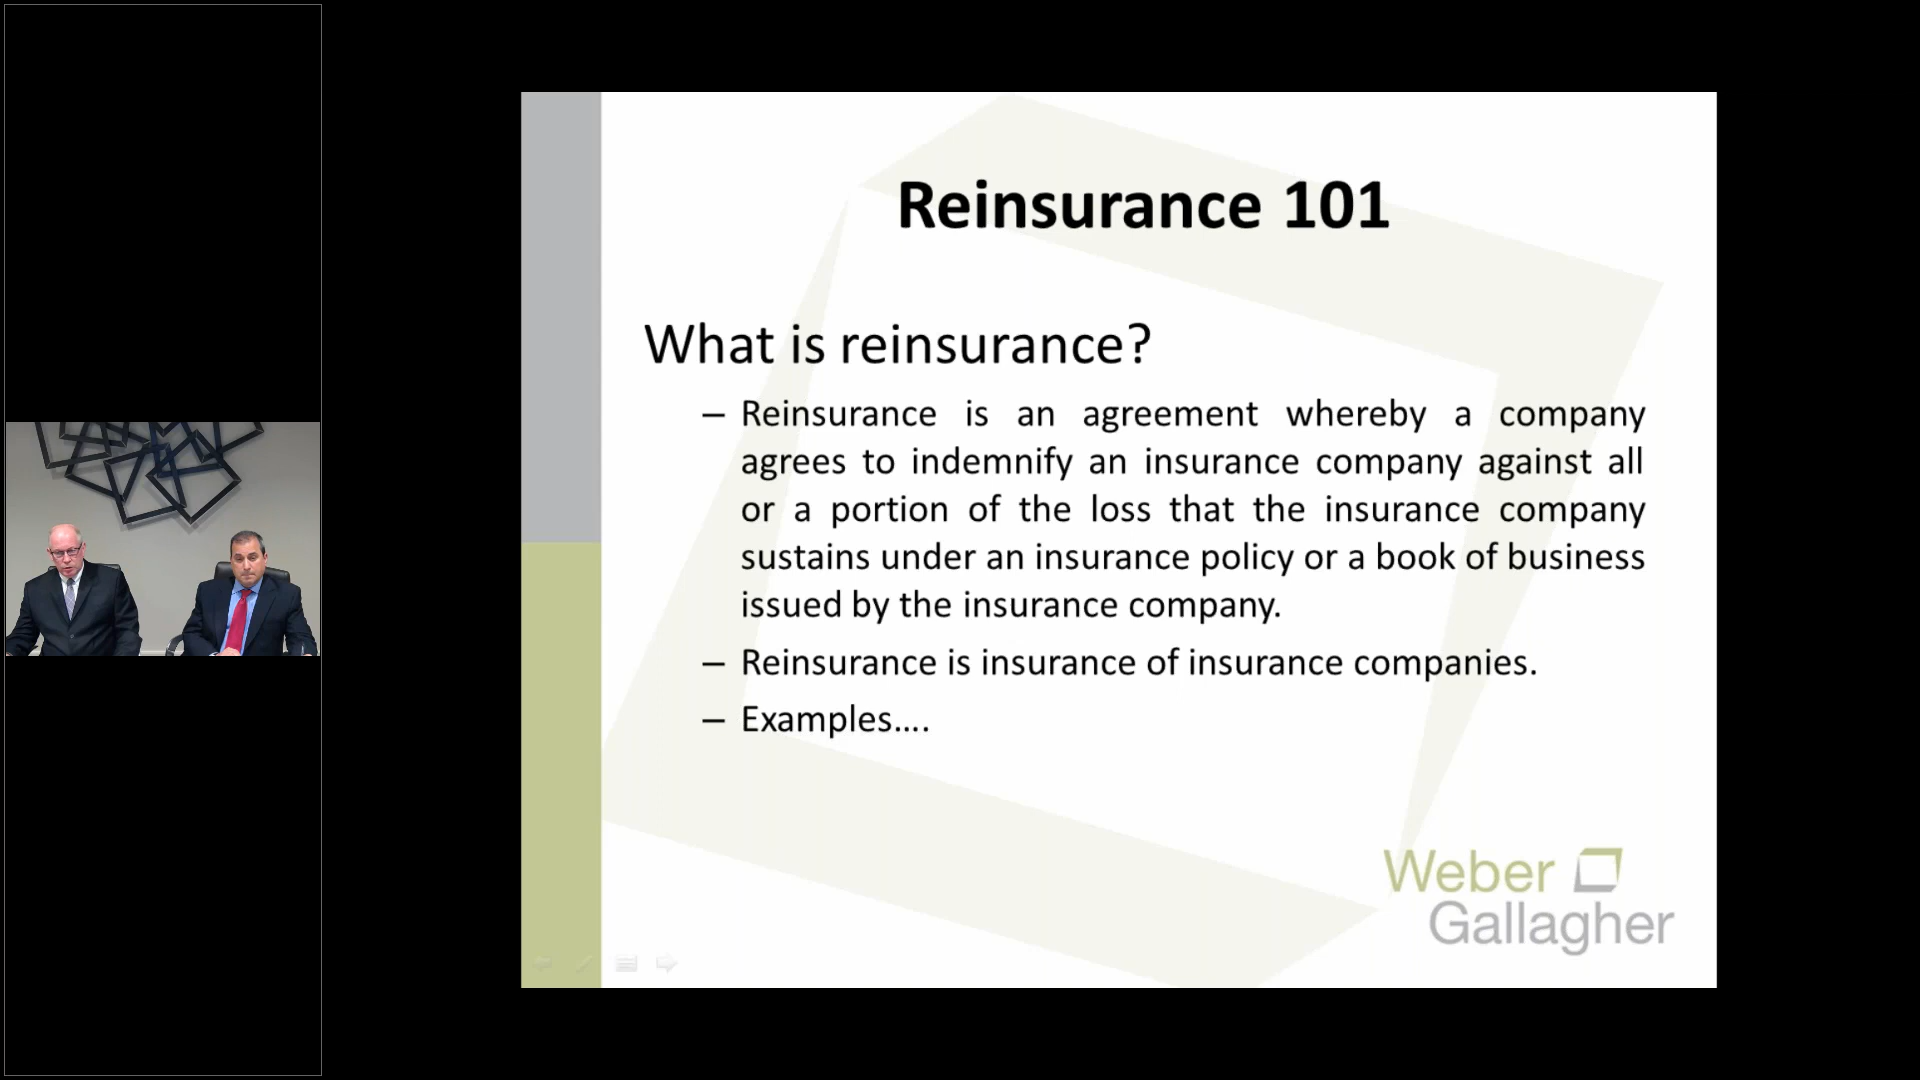 Reinsurance 101
What is reinsurance?
– Reinsurance is an agreement whereby a company
agrees to indemnify an insurance company against all
or a portion of the loss that the insurance company
sustains under an insurance policy or a book of business
issued by the insurance company.
– Reinsurance is insurance of insurance companies.
– Examples....
Weber
Gallagher